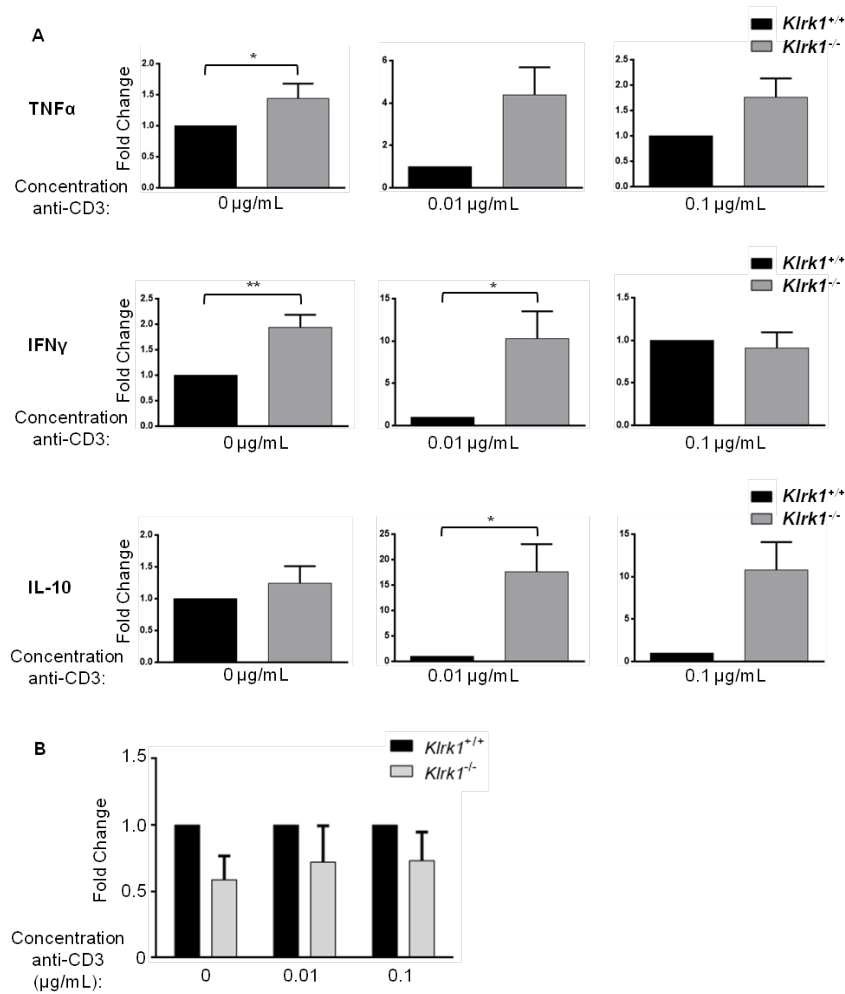 A
Klrk1+/+
Klrk1-/-
TNFα
Fold Change
2.0
1.5
1.0
0.5
0.0
6
4
2
0
2.5
2.0
1.5
1.0
0.5
0.0
*
Concentration
anti-CD3:
0 µg/mL
0.01 µg/mL
0.1 µg/mL
Klrk1+/+
Klrk1-/-
IFNγ
Fold Change
2.5
2.0
1.5
1.0
0.5
0.0
15
10
5
0
1.5
1.0
0.5
0.0
**
*
Concentration
anti-CD3:
0 µg/mL
0.01 µg/mL
0.1 µg/mL
Klrk1+/+
Klrk1-/-
IL-10
Fold Change
2.0
1.5
1.0
0.5
0.0
25
20
15
10
5
0
15
10
5
0
*
Concentration
anti-CD3:
0 µg/mL
0.01 µg/mL
0.1 µg/mL
B
Klrk1+/+
Klrk1-/-
Fold Change
1.5
1.0
0.5
0
Concentration
anti-CD3
(µg/mL):
0 0.01 0.1